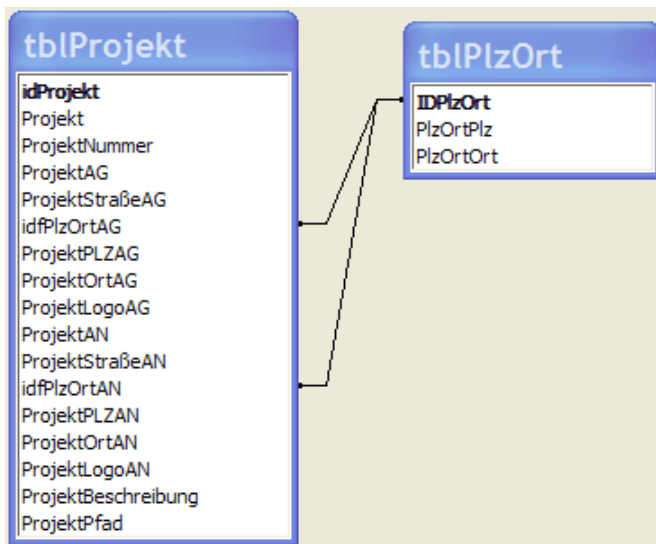 tblProjekt
idProjekt
Projekt
ProjektNummer
ProjektAG
ProjektStraßeAG
idfPlzOrtAG
ProjektPLZAG
ProjektOrtAG
ProjektLogoAG
ProjektAN
ProjektStraßeAN
idfPlzOrtAN
ProjektPLZAN
ProjektOrtAN
ProjektLogoAN
ProjektBeschreibung
ProjektPfad
tblPlzOrt
IDPlzOrt
PlzOrtPlz
PlzOrtOrt